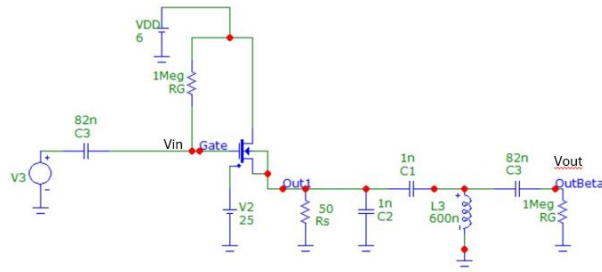 VDD
6
1Meg
RG
82n
C3
Vin
Gate
V3
V2
25
Out1
50
Rs
1n
C2
1n
C1
L3
600n
82n
C3
Vout
OutBeta
1Meg
RG